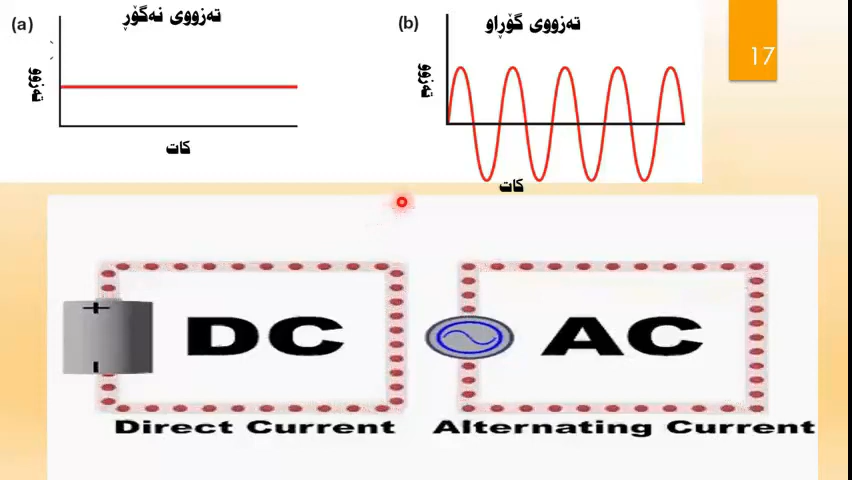 (a)
تەزووی نەگۆڕ
تەزوو
کات
(b)
تەزووی گۆڕاو
تەزوو
کات
17
+
-
DC
Direct Current
AC
Alternating Current